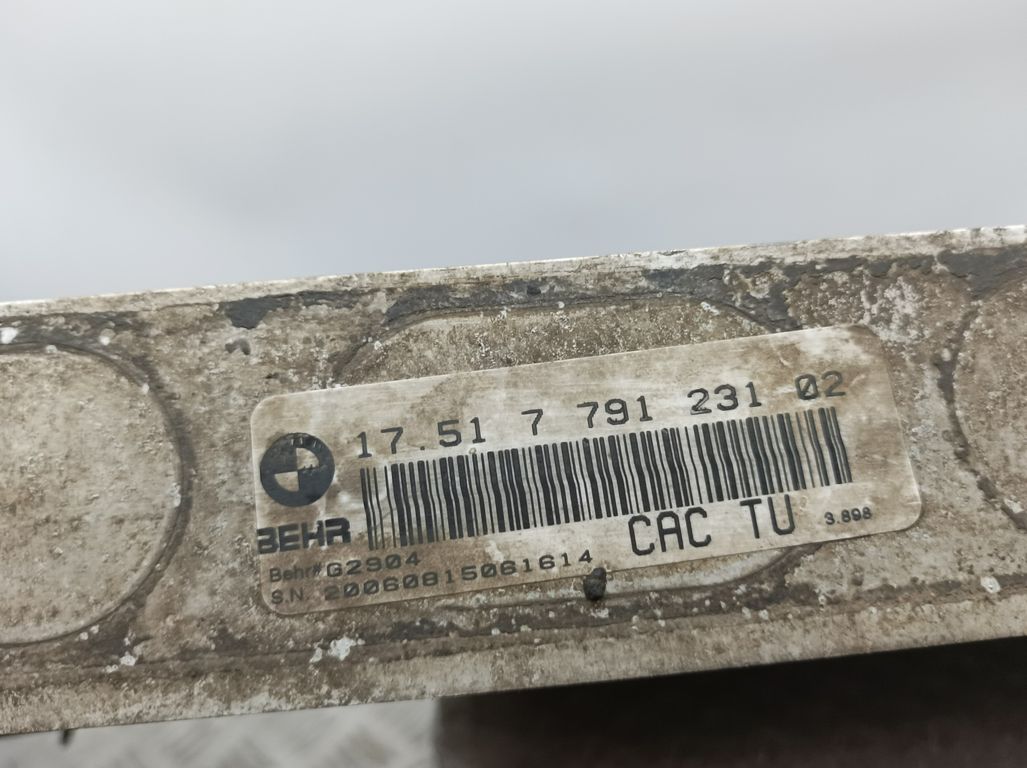 17.51 7 791 231 02
BEHR
CAC TU
3.898
Behr# G2904
S.N. 20060815061614